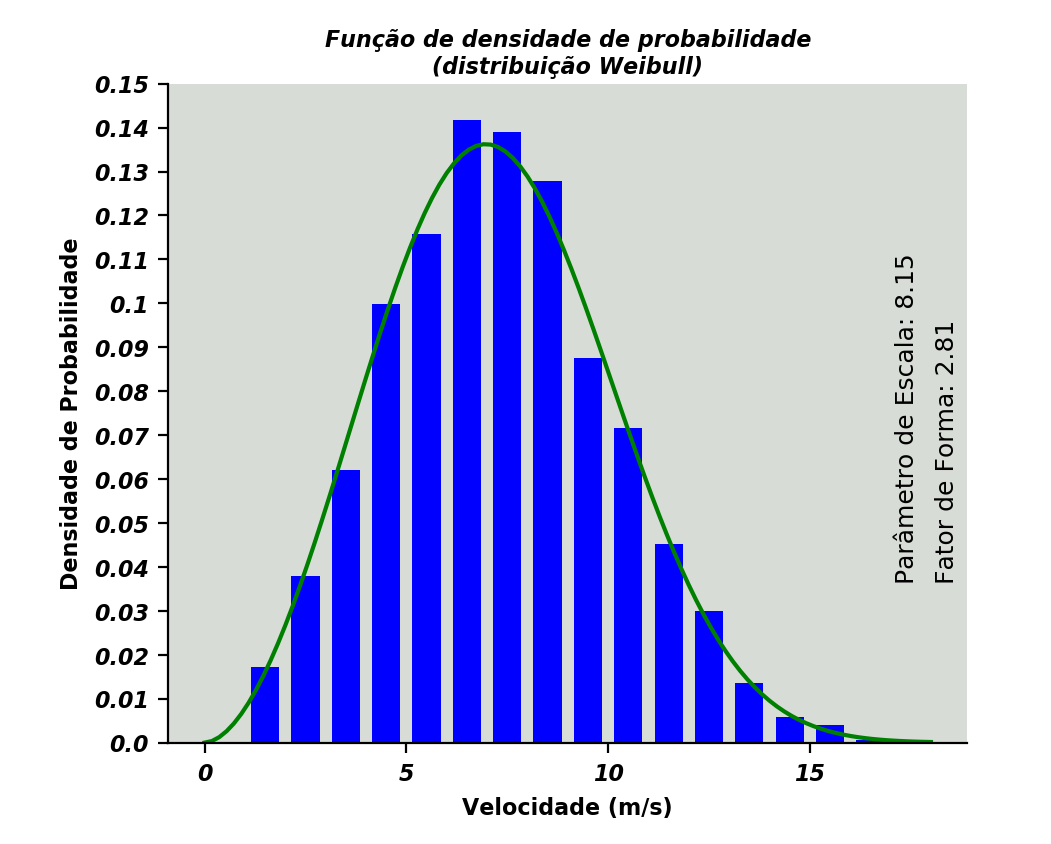 Função de densidade de probabilidade
(distribuição Weibull)
0.15
0.14
0.13
0.12
0.11
0.1
0.09
0.08
0.07
0.06
0.05
0.04
0.03
0.02
0.01
0.0
Densidade de Probabilidade
Parâmetro de Escala: 8.15
Fator de Forma: 2.81
0 5 10 15
Velocidade (m/s)